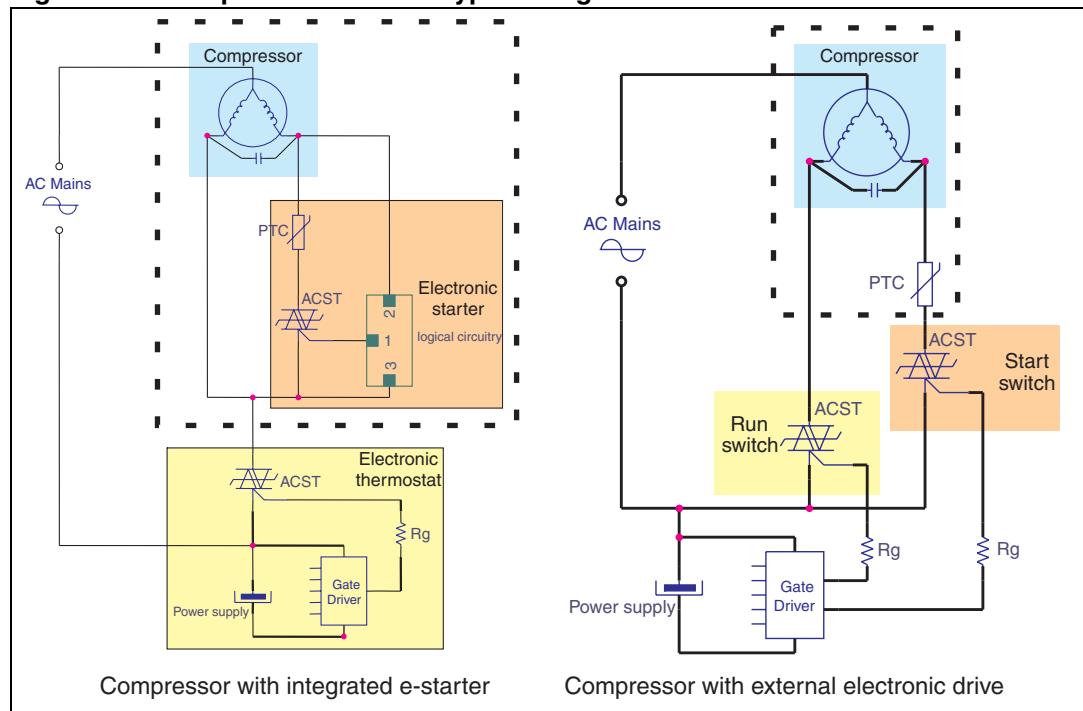 Compressor
AC Mains
PTC
ACST
Electronic
starter
logical circuitry
2
1
3
Electronic
thermostat
ACST
Rg
Gate
Driver
Power supply
Compressor with integrated e-starter
Compressor
AC Mains
PTC
ACST
Start
switch
ACST
Run
switch
Rg
Rg
Gate
Driver
Power supply
Compressor with external electronic drive